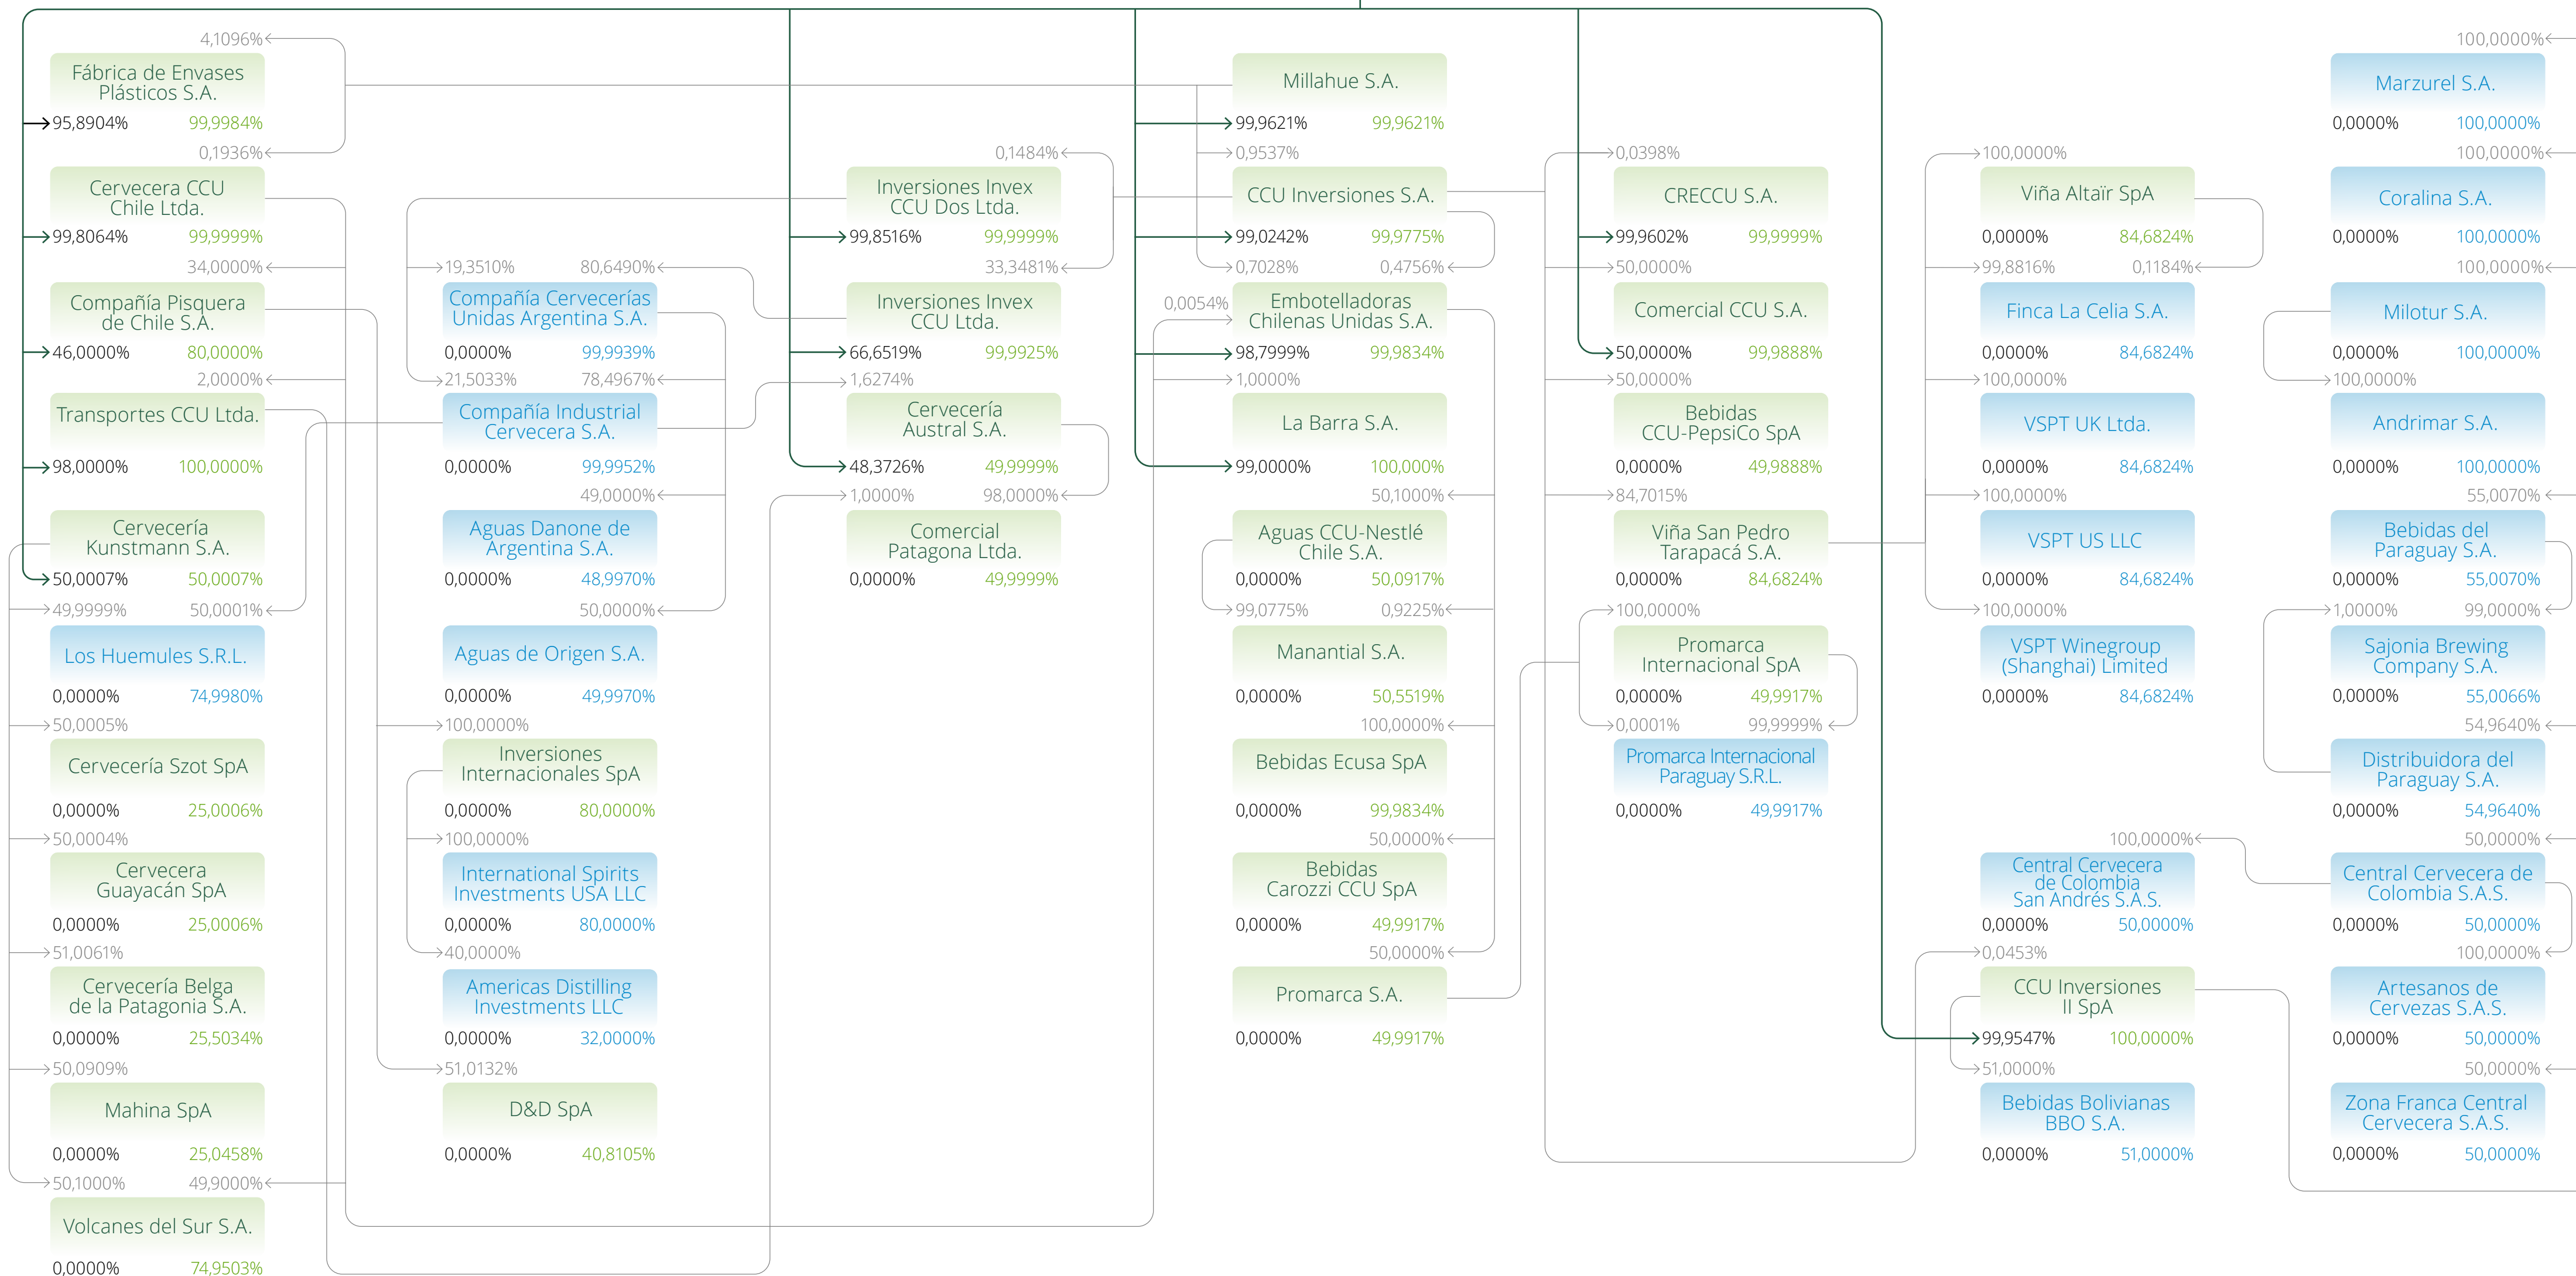 4,1096%
Fábrica de Envases
Plásticos S.A.
95,8904% 99,9984%
0,1936%
Cervecera CCU
Chile Ltda.
99,8064% 99,9999%
34,0000%
Compañía Pisquera
de Chile S.A.
46,0000% 80,0000%
2,0000%
Transportes CCU Ltda.
98,0000% 100,0000%
Cervecería
Kunstmann S.A.
50,0007% 50,0007%
49,9999% 50,0001%
Los Huemules S.R.L.
0,0000% 74,9980%
50,0005%
Cervecería Szot SpA
0,0000% 25,0006%
50,0004%
Cervecera
Guayacán SpA
0,0000% 25,0006%
51,0061%
Cervecería Belga
de la Patagonia S.A.
0,0000% 25,5034%
50,0909%
Mahina SpA
0,0000% 25,0458%
50,1000% 49,9000%
Volcanes del Sur S.A.
0,0000% 74,9503%
19,3510% 80,6490%
Compañía Cervecerías
Unidas Argentina S.A.
0,0000% 99,9939%
21,5033% 78,4967%
Compañía Industrial
Cervecera S.A.
0,0000% 99,9952%
49,0000%
Aguas Danone de
Argentina S.A.
0,0000% 48,9970%
50,0000%
Aguas de Origen S.A.
0,0000% 49,9970%
100,0000%
Inversiones
Internacionales SpA
0,0000% 80,0000%
100,0000%
International Spirits
Investments USA LLC
0,0000% 80,0000%
40,0000%
Americas Distilling
Investments LLC
0,0000% 32,0000%
51,0132%
D&D SpA
0,0000% 40,8105%
0,1484%
Inversiones Invex
CCU Dos Ltda.
99,8516% 99,9999%
33,3481%
Inversiones Invex
CCU Ltda.
66,6519% 99,9925%
1,6274%
Cervecería
Austral S.A.
48,3726% 49,9999%
1,0000% 98,0000%
Comercial
Patagona Ltda.
0,0000% 49,9999%
Millahue S.A.
99,9621% 99,9621%
0,9537%
CCU Inversiones S.A.
99,0242% 99,9775%
0,7028% 0,4756%
0,0054%
Embotelladoras
Chilenas Unidas S.A.
98,7999% 99,9834%
1,0000%
La Barra S.A.
99,0000% 100,000%
50,1000%
Aguas CCU-Nestlé
Chile S.A.
0,0000% 50,0917%
99,0775% 0,9225%
Manantial S.A.
0,0000% 50,5519%
100,0000%
Bebidas Ecusa SpA
0,0000% 99,9834%
50,0000%
Bebidas
Carozzi CCU SpA
0,0000% 49,9917%
50,0000%
Promarca S.A.
0,0000% 49,9917%
0,0398%
CRECCU S.A.
99,9602% 99,9999%
50,0000%
Comercial CCU S.A.
50,0000% 99,9888%
50,0000%
Bebidas
CCU-PepsiCo SpA
0,0000% 49,9888%
84,7015%
Viña San Pedro
Tarapacá S.A.
0,0000% 84,6824%
100,0000%
Promarca
Internacional SpA
0,0000% 49,9917%
0,0001% 99,9999%
Promarca Internacional
Paraguay S.R.L.
0,0000% 49,9917%
100,0000%
Viña Altaïr SpA
0,0000% 84,6824%
99,8816% 0,1184%
Finca La Celia S.A.
0,0000% 84,6824%
100,0000%
VSPT UK Ltda.
0,0000% 84,6824%
100,0000%
VSPT US LLC
0,0000% 84,6824%
100,0000%
VSPT Winegroup
(Shanghai) Limited
0,0000% 84,6824%
100,0000%
Central Cervecera
de Colombia
San Andrés S.A.S.
0,0000% 50,0000%
0,0453%
CCU Inversiones
II SpA
99,9547% 100,0000%
51,0000%
Bebidas Bolivianas
BBO S.A.
0,0000% 51,0000%
100,0000%
Marzurel S.A.
0,0000% 100,0000%
100,0000%
Coralina S.A.
0,0000% 100,0000%
100,0000%
Milotur S.A.
0,0000% 100,0000%
100,0000%
Andrimar S.A.
0,0000% 100,0000%
55,0070%
Bebidas del
Paraguay S.A.
0,0000% 55,0070%
1,0000% 99,0000%
Sajonia Brewing
Company S.A.
0,0000% 55,0066%
54,9640%
Distribuidora del
Paraguay S.A.
0,0000% 54,9640%
50,0000%
Central Cervecera de
Colombia S.A.S.
0,0000% 50,0000%
100,0000%
Artesanos de
Cervezas S.A.S.
0,0000% 50,0000%
50,0000%
Zona Franca Central
Cervecera S.A.S.
0,0000% 50,0000%